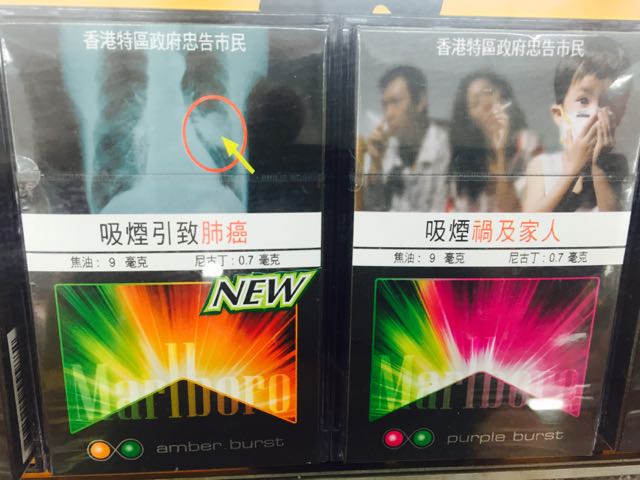 香港特區政府忠告市民
吸煙引致肺癌
焦油： 9 毫克 尼古丁：0.7 毫克
NEW
Marlboro
amber burst
香港特區政府忠告市民
吸煙禍及家人
焦油： 9 毫克 尼古丁：0.7 毫克
Marlboro
purple burst